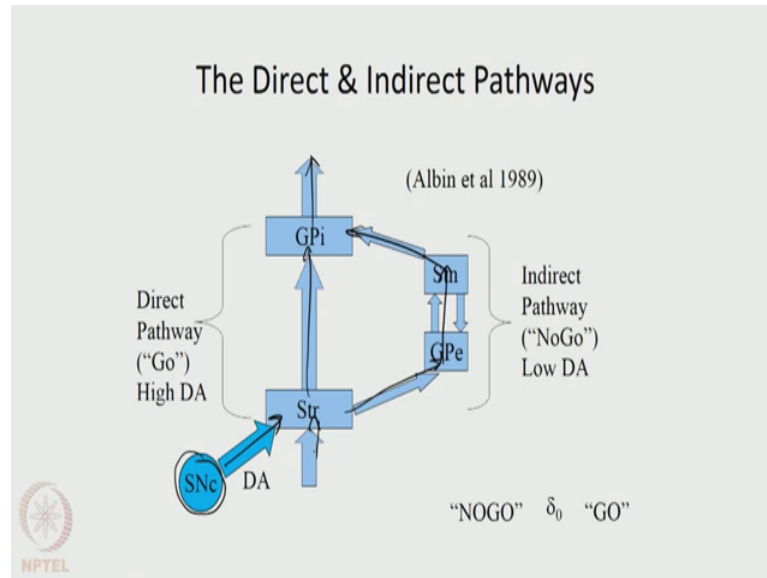 The Direct & Indirect Pathways
(Albin et al 1989)
GPi
Stn
GPe
Direct
Pathway
(“Go”)
High DA
Indirect
Pathway
(“NoGo”)
Low DA
Str
SNc
DA
“NOGO” δ₀ “GO”
NPTEL